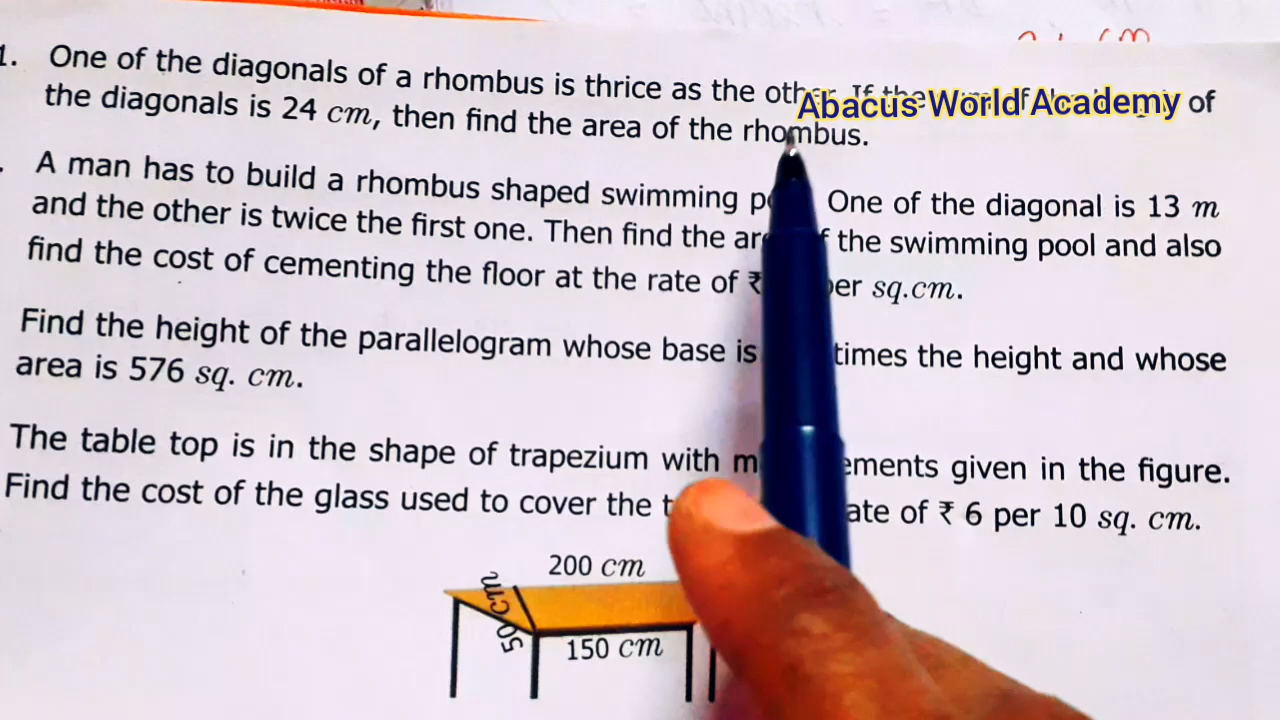 1. One of the diagonals of a rhombus is thrice as the other. If the of
Abacus World Academy
the diagonals is 24 cm, then find the area of the rhombus.
A man has to build a rhombus shaped swimming One of the diagonal is 13 m
and the other is twice the first one. Then find the of the swimming pool and also
find the cost of cementing the floor at the rate of ₹ per sq.cm.
Find the height of the parallelogram whose base is times the height and whose
area is 576 sq. cm.
The table top is in the shape of trapezium with measurements given in the figure.
Find the cost of the glass used to cover the rate of ₹ 6 per 10 sq. cm.
200 cm
50 cm
150 cm